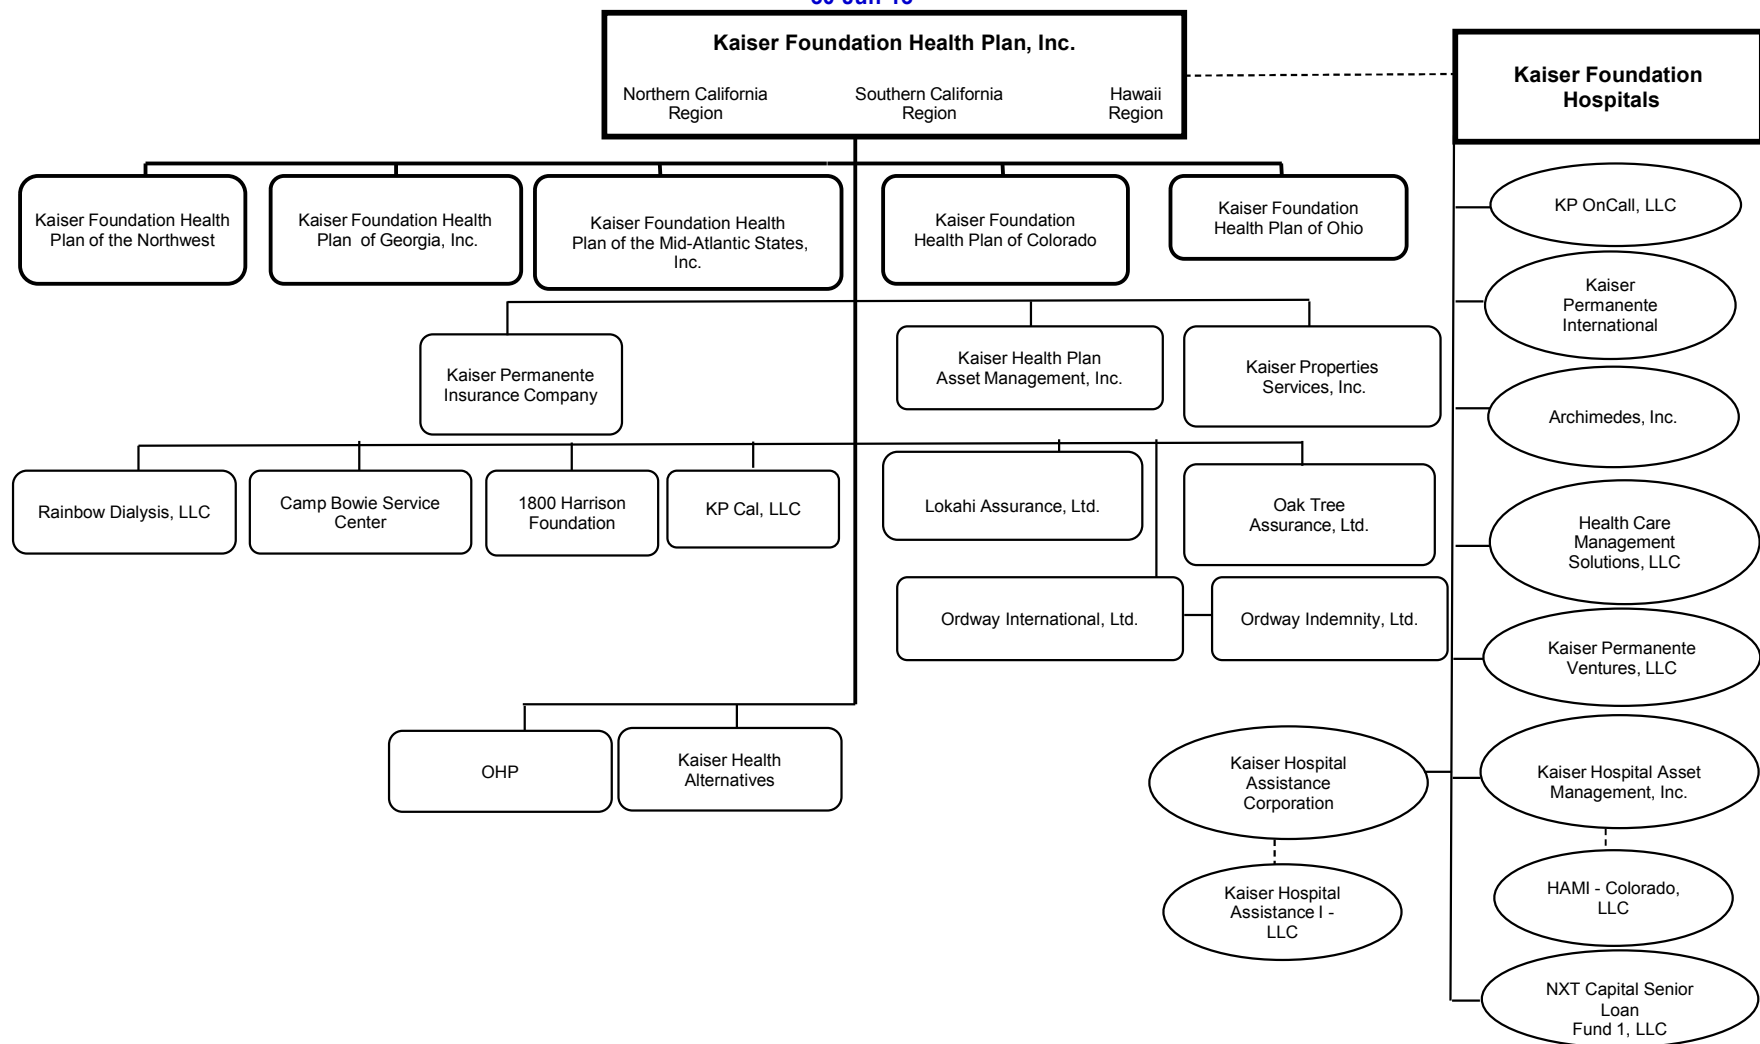 Kaiser Foundation Health Plan, Inc.
Northern California
Region
Southern California
Region
Hawaii
Region
Kaiser Foundation
Hospitals
Kaiser Foundation Health
Plan of the Northwest
Kaiser Foundation Health
Plan of Georgia, Inc.
Kaiser Foundation Health
Plan of the Mid-Atlantic States,
Inc.
Kaiser Foundation
Health Plan of Colorado
Kaiser Foundation
Health Plan of Ohio
KP OnCall, LLC
Kaiser
Permanente
International
Kaiser Permanente
Insurance Company
Kaiser Health Plan
Asset Management, Inc.
Kaiser Properties
Services, Inc.
Archimedes, Inc.
Rainbow Dialysis, LLC
Camp Bowie Service
Center
1800 Harrison
Foundation
KP Cal, LLC
Lokahi Assurance, Ltd.
Oak Tree
Assurance, Ltd.
Health Care
Management
Solutions, LLC
Ordway International, Ltd.
Ordway Indemnity, Ltd.
Kaiser Permanente
Ventures, LLC
OHP
Kaiser Health
Alternatives
Kaiser Hospital
Assistance
Corporation
Kaiser Hospital Asset
Management, Inc.
Kaiser Hospital
Assistance I -
LLC
HAMI - Colorado,
LLC
NXT Capital Senior
Loan
Fund 1, LLC